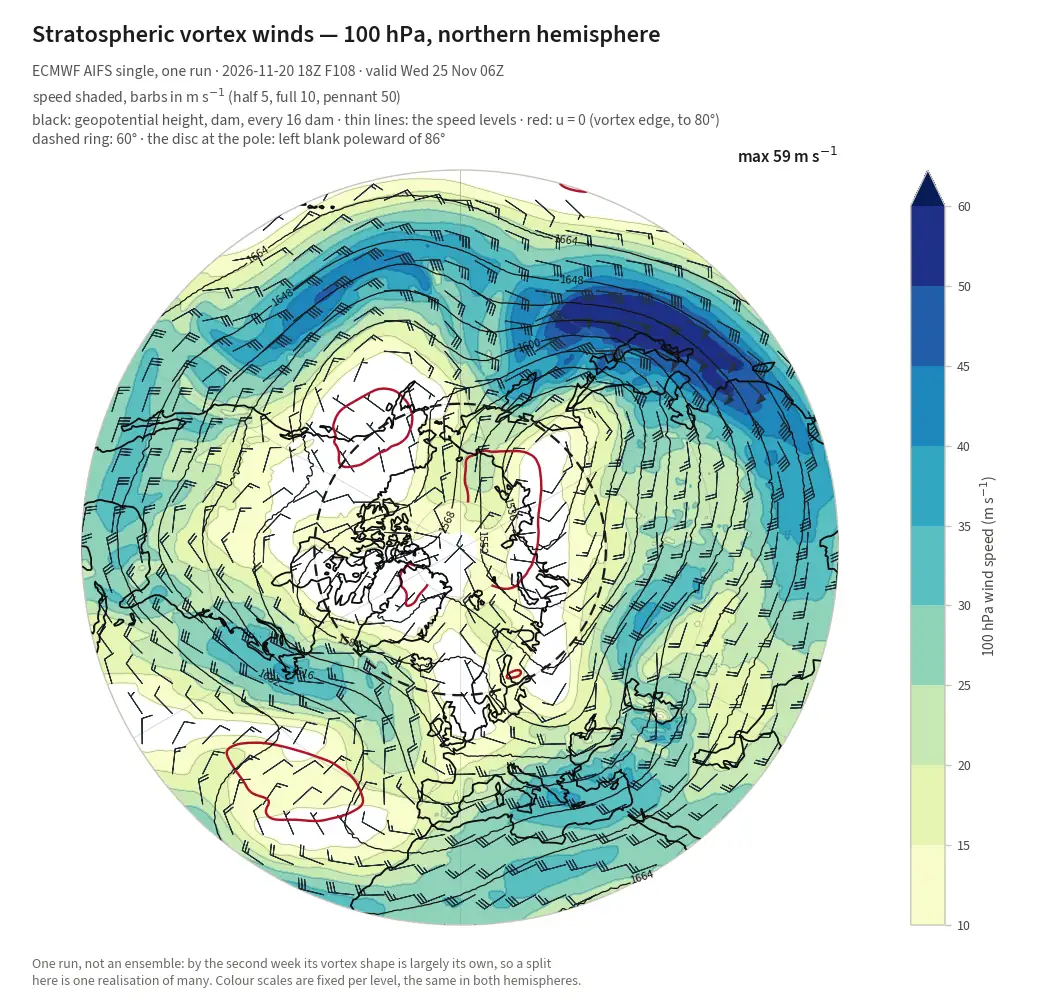 Stratospheric vortex winds — 100 hPa, northern hemisphere
ECMWF AIFS single, one run · 2026-11-20 18Z F108 · valid Wed 25 Nov 06Z
speed shaded, barbs in m s⁻¹ (half 5, full 10, pennant 50)
black: geopotential height, dam, every 16 dam · thin lines: the speed levels · red: u = 0 (vortex edge, to 80°)
dashed ring: 60° · the disc at the pole: left blank poleward of 86°
max 59 m s⁻¹
60
50
45
40
35
30
25
20
15
10
100 hPa wind speed (m s⁻¹)
1664
1664
1648
1648
1600
1568
1552
1664
One run, not an ensemble: by the second week its vortex shape is largely its own, so a split
here is one realisation of many. Colour scales are fixed per level, the same in both hemispheres.